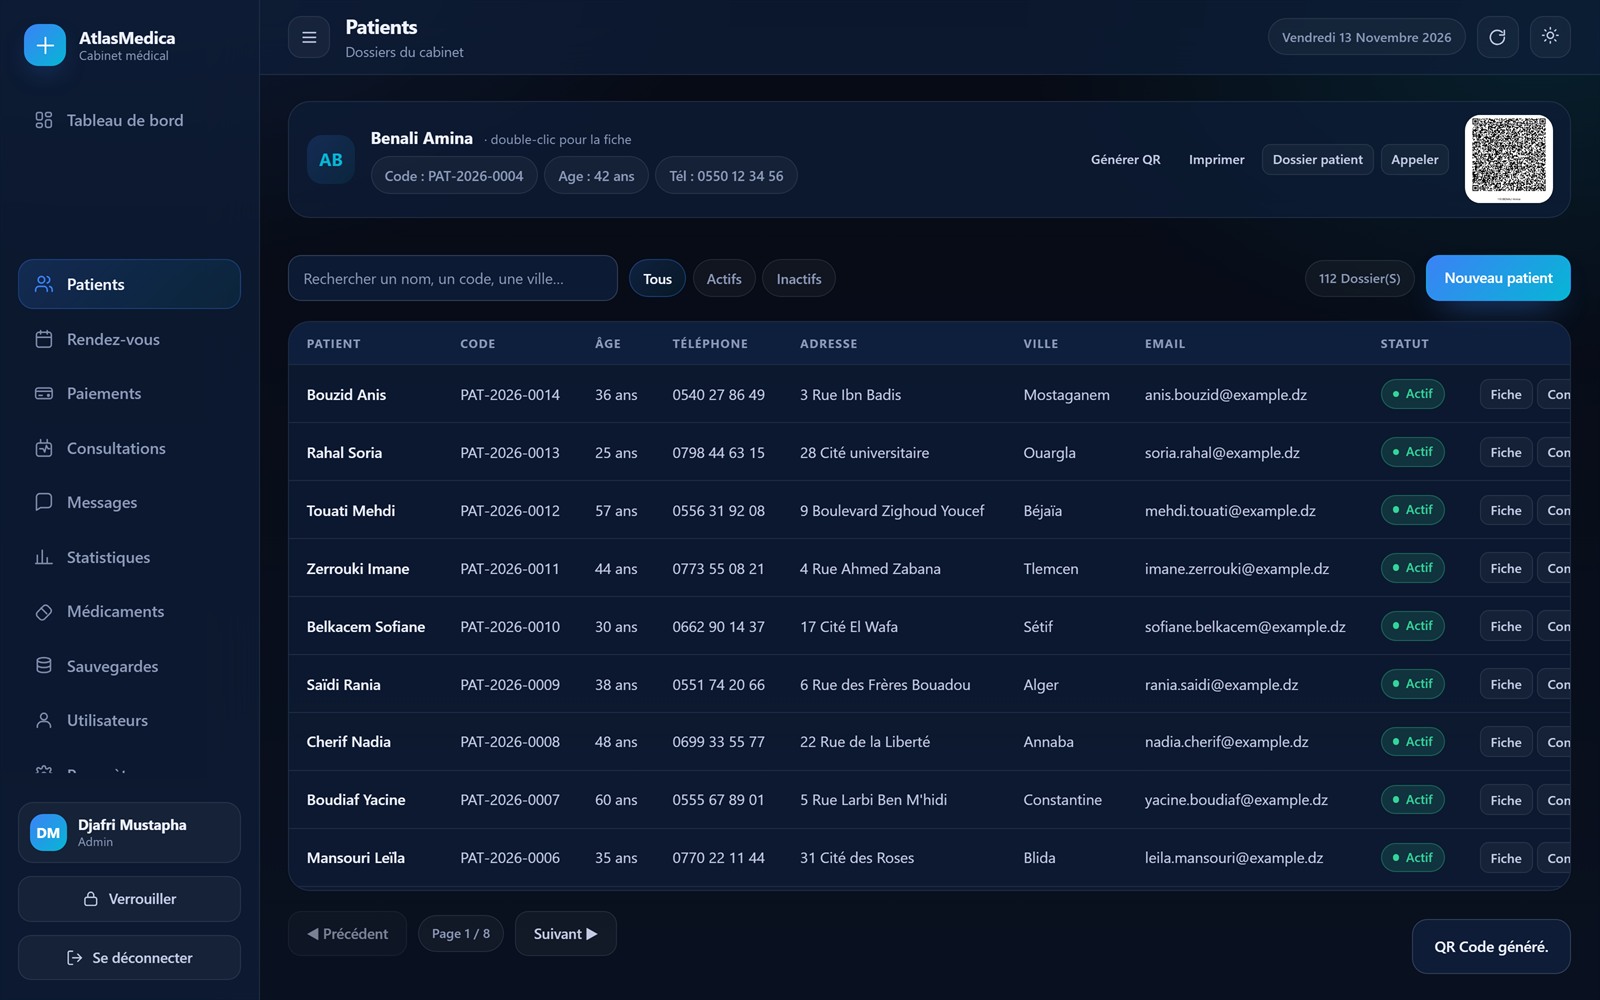 AtlasMedica
Cabinet médical
Tableau de bord
Patients
Rendez-vous
Paiements
Consultations
Messages
Statistiques
Médicaments
Sauvegardes
Utilisateurs
DM
Djafri Mustapha
Admin
Verrouiller
Se déconnecter
Patients
Dossiers du cabinet
Vendredi 13 Novembre 2026
AB
Benali Amina · double-clic pour la fiche
Code : PAT-2026-0004 Age : 42 ans Tél : 0550 12 34 56
Générer QR Imprimer Dossier patient Appeler
Rechercher un nom, un code, une ville... Tous Actifs Inactifs 112 Dossier(S) Nouveau patient
PATIENT CODE ÂGE TÉLÉPHONE ADRESSE VILLE EMAIL STATUT
Bouzid Anis PAT-2026-0014 36 ans 0540 27 86 49 3 Rue Ibn Badis Mostaganem anis.bouzid@example.dz Actif Fiche Con
Rahal Soria PAT-2026-0013 25 ans 0798 44 63 15 28 Cité universitaire Ouargla soria.rahal@example.dz Actif Fiche Con
Touati Mehdi PAT-2026-0012 57 ans 0556 31 92 08 9 Boulevard Zighoud Youcef Béjaïa mehdi.touati@example.dz Actif Fiche Con
Zerrouki Imane PAT-2026-0011 44 ans 0773 55 08 21 4 Rue Ahmed Zabana Tlemcen imane.zerrouki@example.dz Actif Fiche Con
Belkacem Sofiane PAT-2026-0010 30 ans 0662 90 14 37 17 Cité El Wafa Sétif sofiane.belkacem@example.dz Actif Fiche Con
Saïdi Rania PAT-2026-0009 38 ans 0551 74 20 66 6 Rue des Frères Bouadou Alger rania.saidi@example.dz Actif Fiche Con
Cherif Nadia PAT-2026-0008 48 ans 0699 33 55 77 22 Rue de la Liberté Annaba nadia.cherif@example.dz Actif Fiche Con
Boudiaf Yacine PAT-2026-0007 60 ans 0555 67 89 01 5 Rue Larbi Ben M'hidi Constantine yacine.boudiaf@example.dz Actif Fiche Con
Mansouri Leïla PAT-2026-0006 35 ans 0770 22 11 44 31 Cité des Roses Blida leila.mansouri@example.dz Actif Fiche Con
◀ Précédent Page 1 / 8 Suivant ▶
QR Code généré.